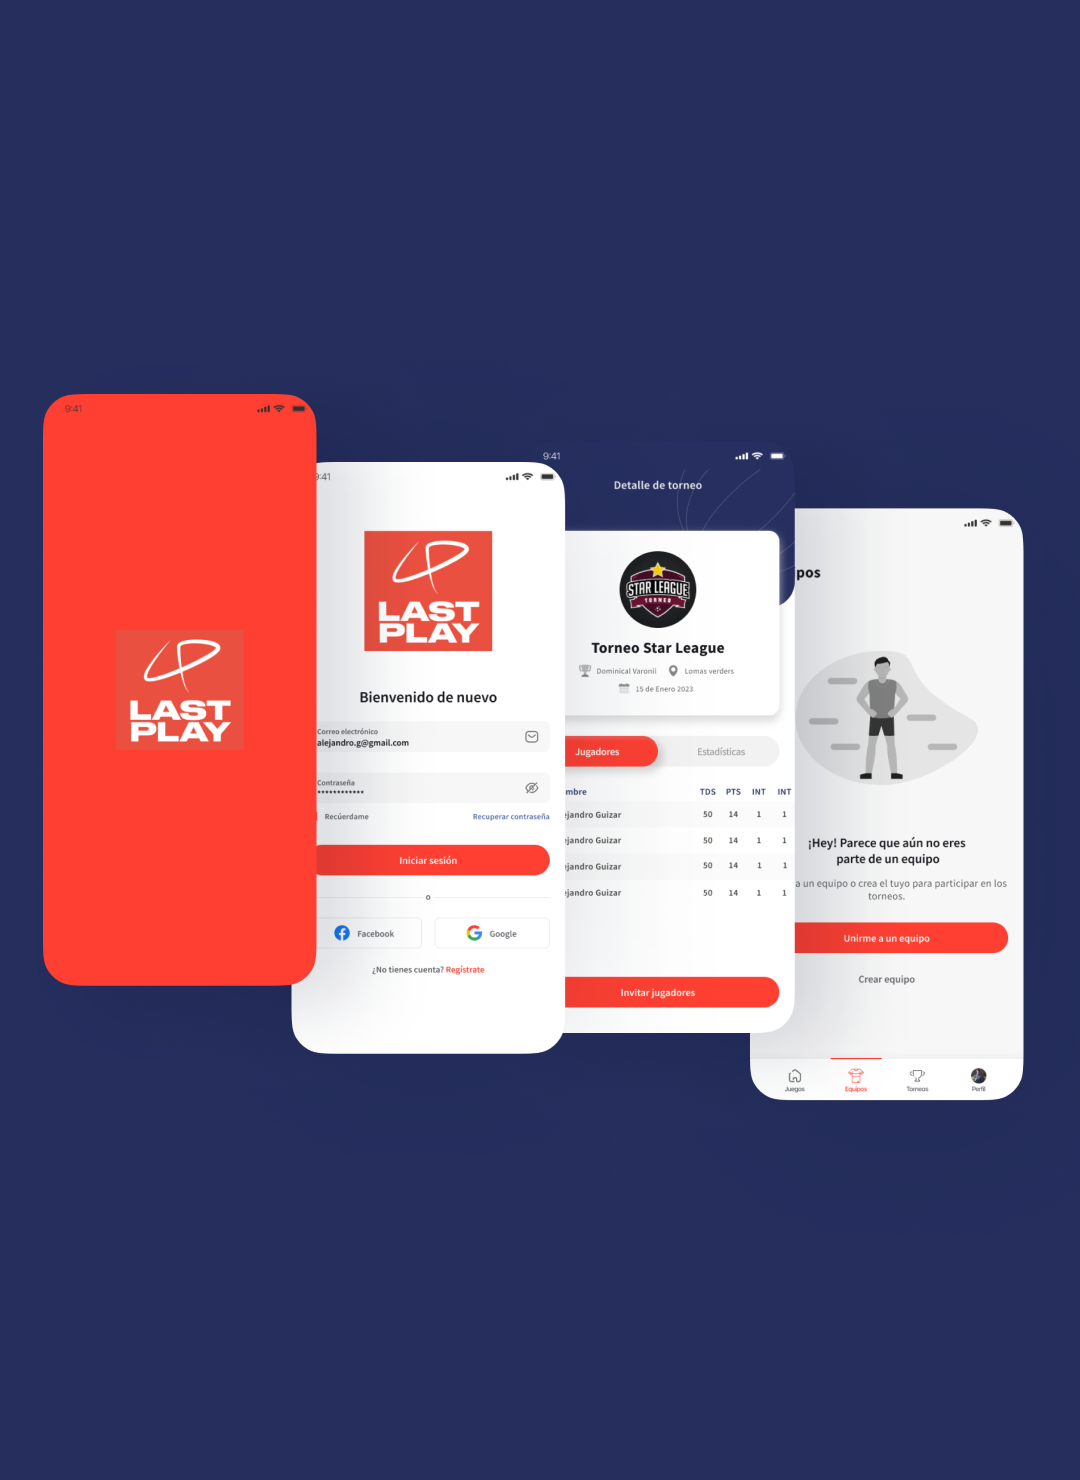 9:41
LAST
PLAY
9:41
LAST
PLAY
Bienvenido de nuevo
Correo electrónico
alejandro.g@gmail.com
Contraseña
••••••••••••
Recúerdame
Recuperar contraseña
Iniciar sesión
o
Facebook
Google
¿No tienes cuenta? Regístrate
9:41
Detalle de torneo
STAR LEAGUE
TORNEO
Torneo Star League
Dominical Varonil
Lomas verders
15 de Enero 2023
Jugadores
Estadísticas
mbre TDS PTS INT INT
ejandro Guizar 50 14 1 1
ejandro Guizar 50 14 1 1
ejandro Guizar 50 14 1 1
ejandro Guizar 50 14 1 1
Invitar jugadores
pos
¡Hey! Parece que aún no eres
parte de un equipo
a un equipo o crea el tuyo para participar en los
torneos.
Unirme a un equipo
Crear equipo
Juegos
Equipos
Torneos
Perfil